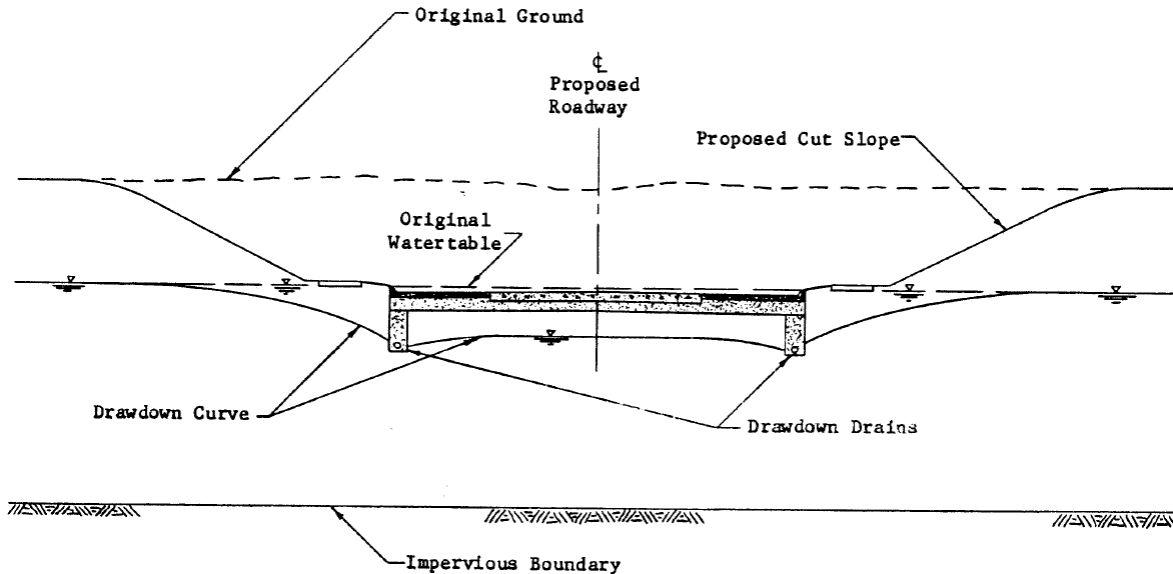 Original Ground
℄
Proposed
Roadway
Proposed Cut Slope
Original
Watertable
Drawdown Curve
Drawdown Drains
Impervious Boundary